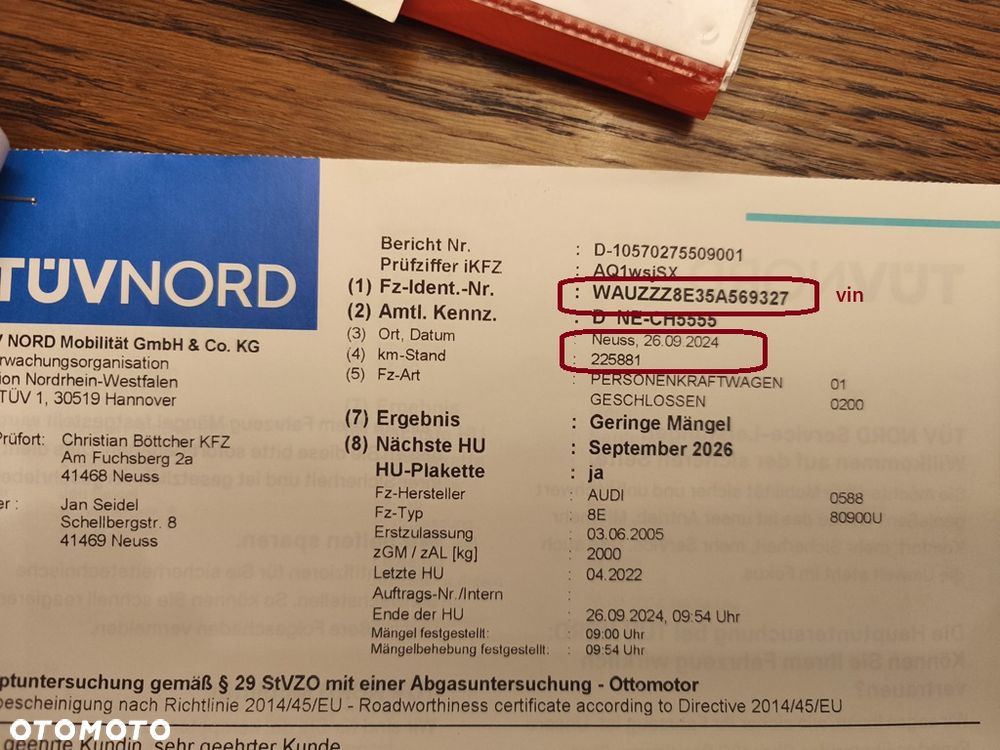 TÜVNORD
Bericht Nr. : D-10570275509001
Prüfziffer iKFZ : AQ1wsjSX
(1) Fz-Ident.-Nr. : WAUZZZ8E35A569327
vin
(2) Amtl. Kennz. : D NE-CH5555
(3) Ort, Datum : Neuss, 26.09.2024
(4) km-Stand : 225881
(5) Fz-Art : PERSONENKRAFTWAGEN 01
GESCHLOSSEN 0200
(7) Ergebnis : Geringe Mängel
(8) Nächste HU : September 2026
HU-Plakette : ja
Fz-Hersteller : AUDI 0588
Fz-Typ : 8E 80900U
Erstzulassung : 03.06.2005
zGM / zAL [kg] : 2000
Letzte HU : 04.2022
Auftrags-Nr./Intern :
Ende der HU : 26.09.2024, 09:54 Uhr
Mängel festgestellt: : 09:00 Uhr
Mängelbehebung festgestellt: : 09:54 Uhr
V NORD Mobilität GmbH & Co. KG
rwachungsorganisation
ion Nordrhein-Westfalen
TÜV 1, 30519 Hannover
Prüfort: Christian Böttcher KFZ
Am Fuchsberg 2a
41468 Neuss
er : Jan Seidel
Schellbergstr. 8
41469 Neuss
ptuntersuchung gemäß § 29 StVZO mit einer Abgasuntersuchung - Ottomotor
bescheinigung nach Richtlinie 2014/45/EU - Roadworthiness certificate according to Directive 2014/45/EU
geehrte Kundin, sehr geehrter Kunde
OTOMOTO